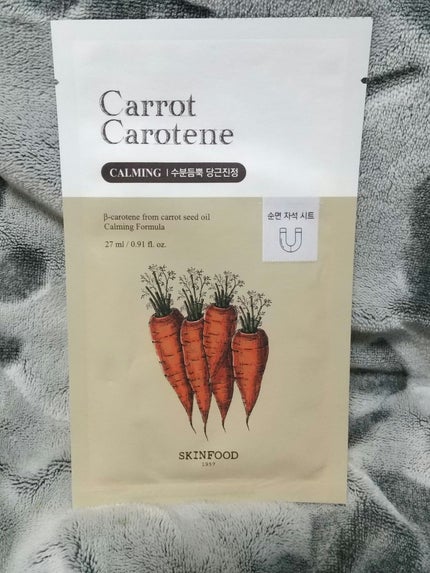 Carrot
Carotene
CALMING | 수분듬뿍 당근진정
순면 자석 시트
β-carotene from carrot seed oil
Calming Formula
27 ml / 0.91 fl. oz.
SKINFOOD
1957